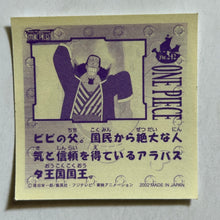 No.242
ONE PIECE
ビビの父。国民から絶大な人
気と信頼を得ているアラバス
タ王国国王。
©尾田栄一郎/集英社・フジテレビ・東映アニメーション 2002 MADE IN JAPAN